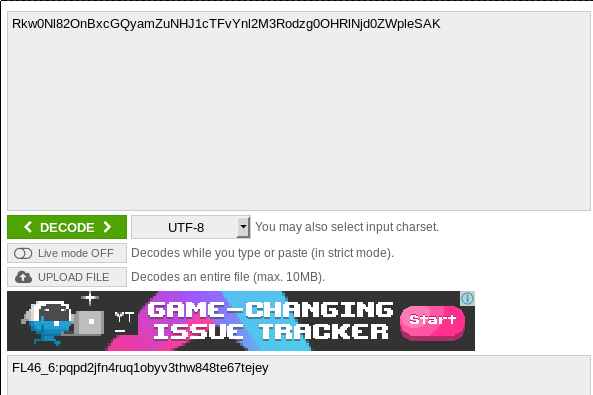 Rkw0Nl82OnBxcGQyamZuNHJ1cTFvYnl2M3Rodzg0OHRlNjd0ZWpleSAK
DECODE
UTF-8
You may also select input charset.
Live mode OFF
Decodes while you type or paste (in strict mode).
UPLOAD FILE
Decodes an entire file (max. 10MB).
YT
GAME-CHANGING
ISSUE TRACKER
Start
FL46_6:pqpd2jfn4ruq1obyv3thw848te67tejey